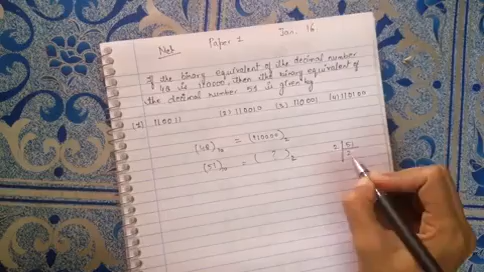 Net Paper 1 Jan, 16.
If the binary equivalent of the decimal number
48 is 110000, then the binary equivalent of
the decimal number 51 is given by
(1) 110011 (2) 110010 (3) 110001 (4) 110100
(48)₁₀ = (110000)₂
(51)₁₀ = ( ? )₂ = 51
2